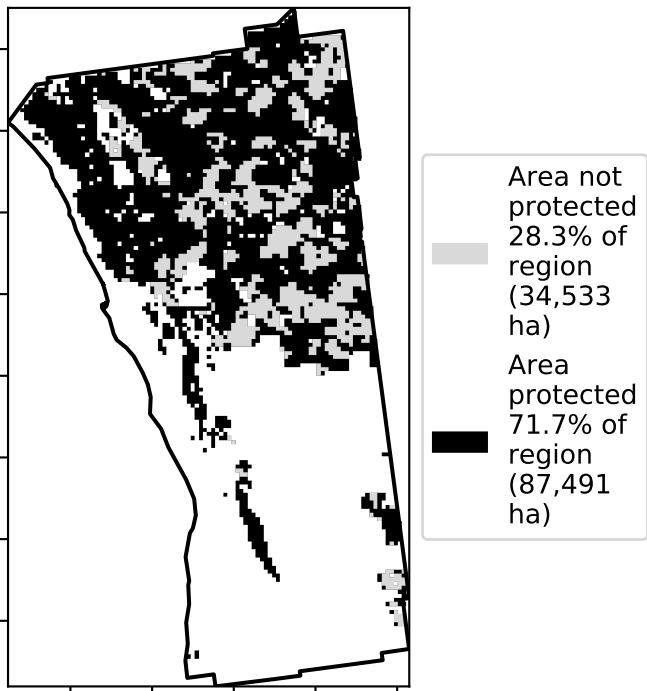 Area not
protected
28.3% of
region
(34,533
ha)
Area
protected
71.7% of
region
(87,491
ha)